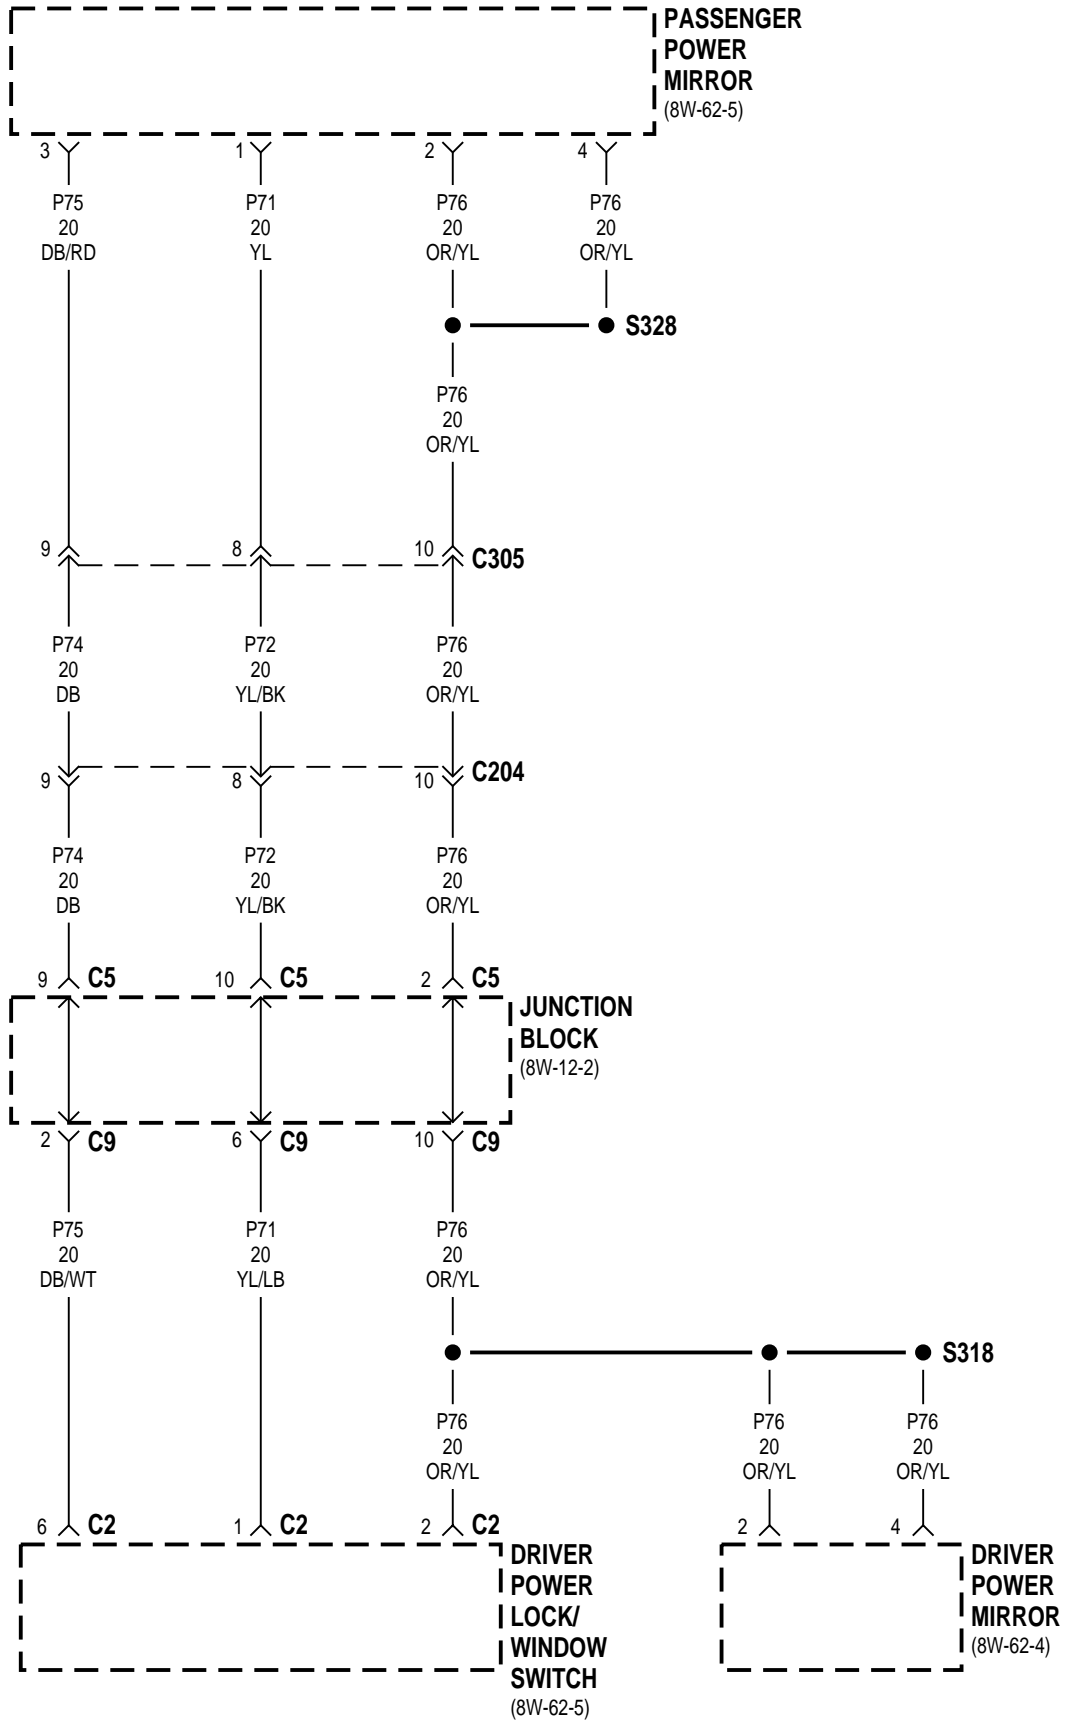 PASSENGER
POWER
MIRROR
(8W-62-5)
3 1 2 4
P75 P71 P76 P76
20 20 20 20
DB/RD YL OR/YL OR/YL
S328
P76
20
OR/YL
9 8 10 C305
P74 P72 P76
20 20 20
DB YL/BK OR/YL
9 8 10 C204
P74 P72 P76
20 20 20
DB YL/BK OR/YL
9 C5 10 C5 2 C5
JUNCTION
BLOCK
(8W-12-2)
2 C9 6 C9 10 C9
P75 P71 P76
20 20 20
DB/WT YL/LB OR/YL
S318
P76 P76 P76
20 20 20
OR/YL OR/YL OR/YL
6 C2 1 C2 2 C2 2 4
DRIVER
POWER
LOCK/
WINDOW
SWITCH
(8W-62-5)
DRIVER
POWER
MIRROR
(8W-62-4)